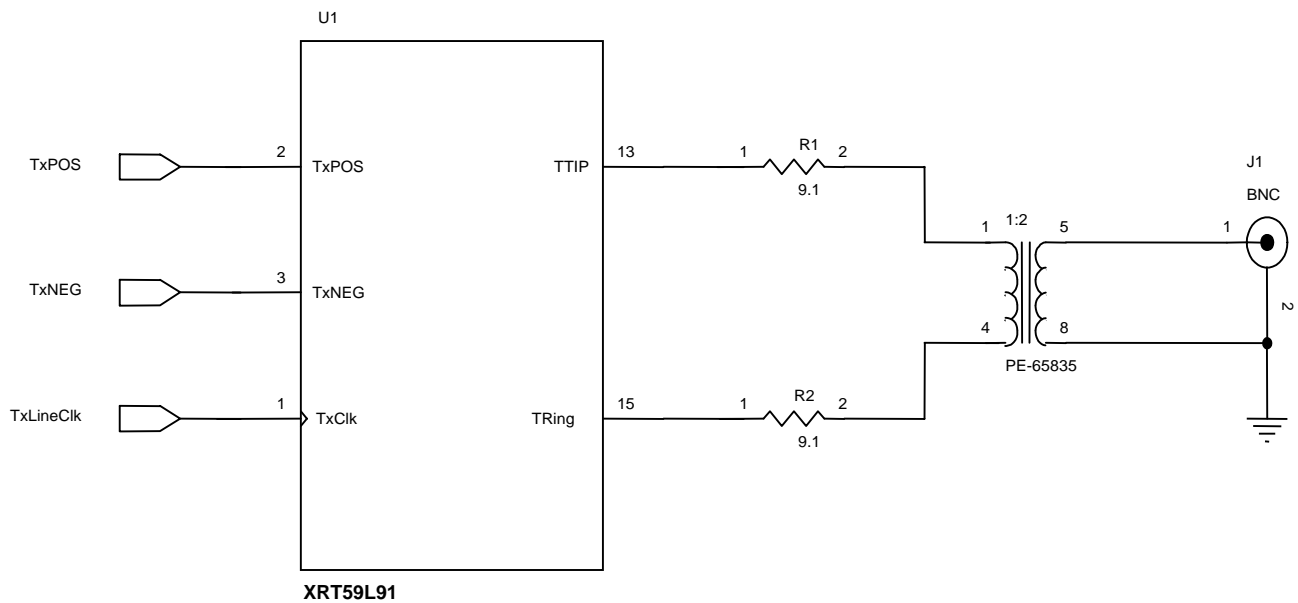 U1
TxPOS
2
TxPOS
TTIP
13
1
R1
2
9.1
J1
BNC
1
1:2
5
1
TxNEG
3
TxNEG
2
4
8
PE-65835
TxLineClk
1
TxClk
TRing
15
1
R2
2
9.1
XRT59L91